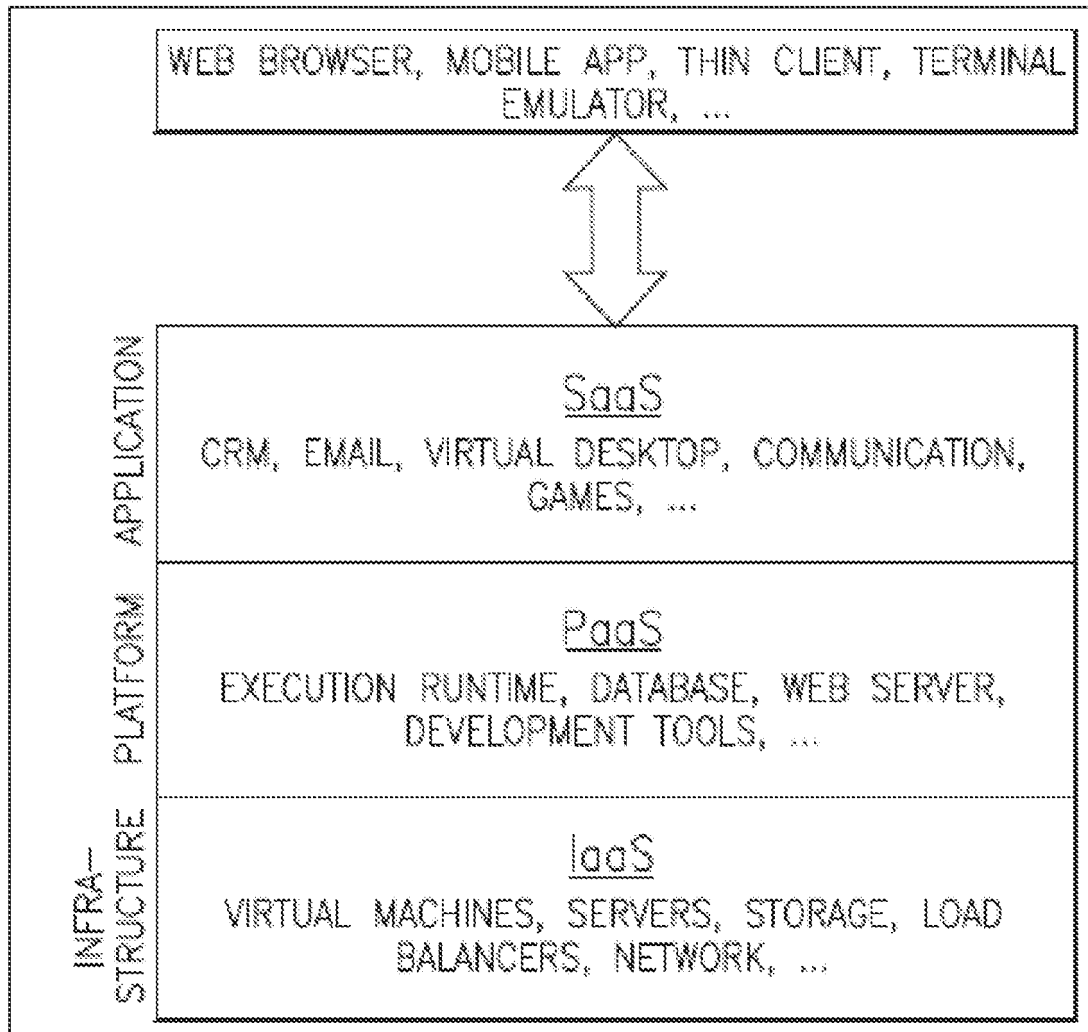 WEB BROWSER, MOBILE APP, THIN CLIENT, TERMINAL
EMULATOR, ...
APPLICATION
SaaS
CRM, EMAIL, VIRTUAL DESKTOP, COMMUNICATION,
GAMES, ...
PLATFORM
PaaS
EXECUTION RUNTIME, DATABASE, WEB SERVER,
DEVELOPMENT TOOLS, ...
INFRA-
STRUCTURE
IaaS
VIRTUAL MACHINES, SERVERS, STORAGE, LOAD
BALANCERS, NETWORK, ...